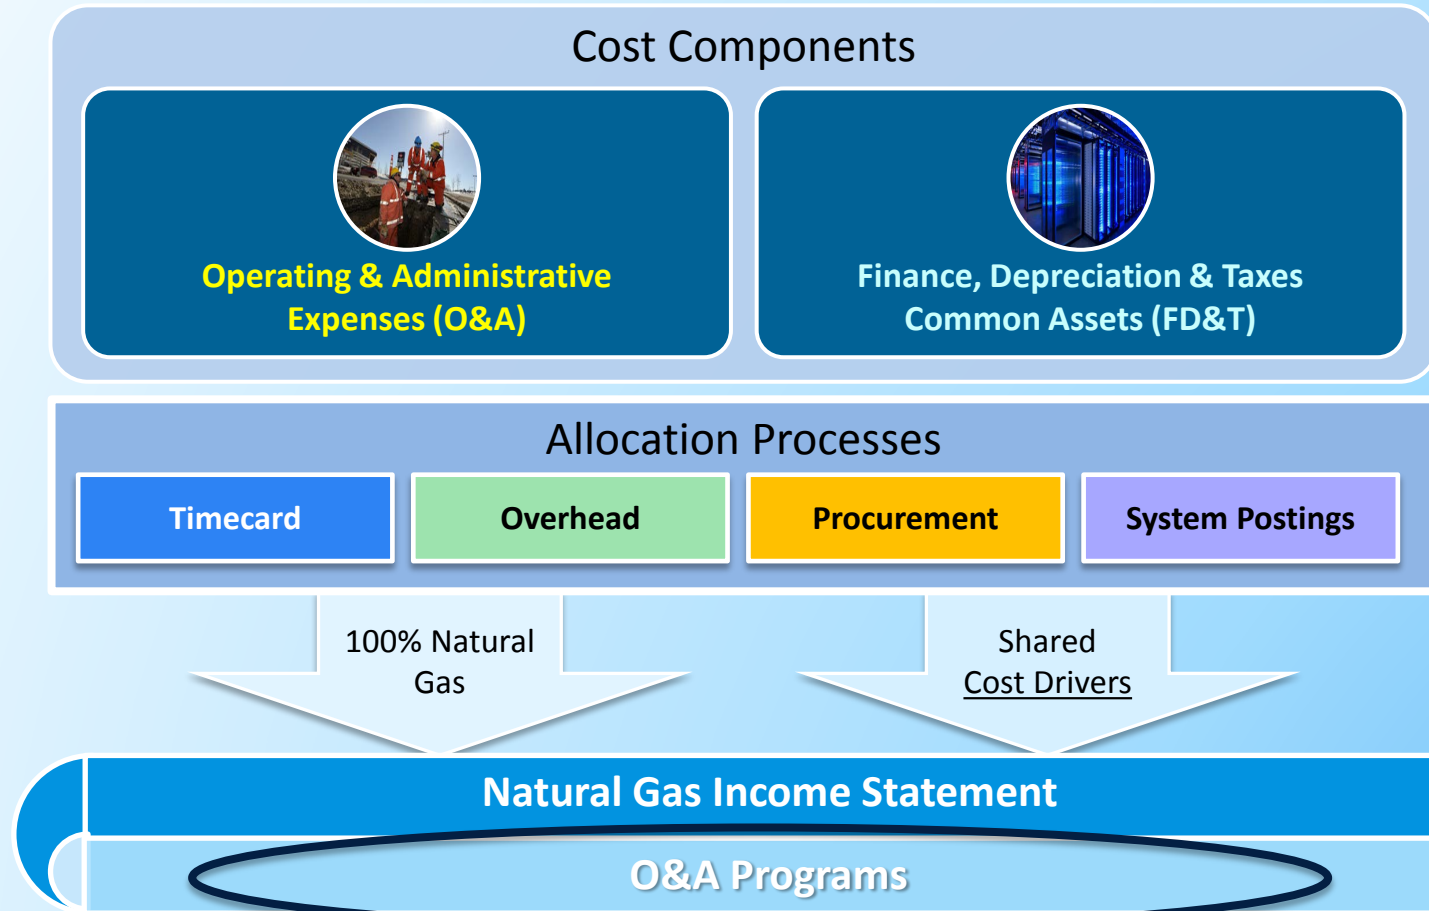 Cost Components
Operating & Administrative
Expenses (O&A)
Finance, Depreciation & Taxes
Common Assets (FD&T)
Allocation Processes
Timecard
Overhead
Procurement
System Postings
100% Natural
Gas
Shared
Cost Drivers
Natural Gas Income Statement
O&A Programs